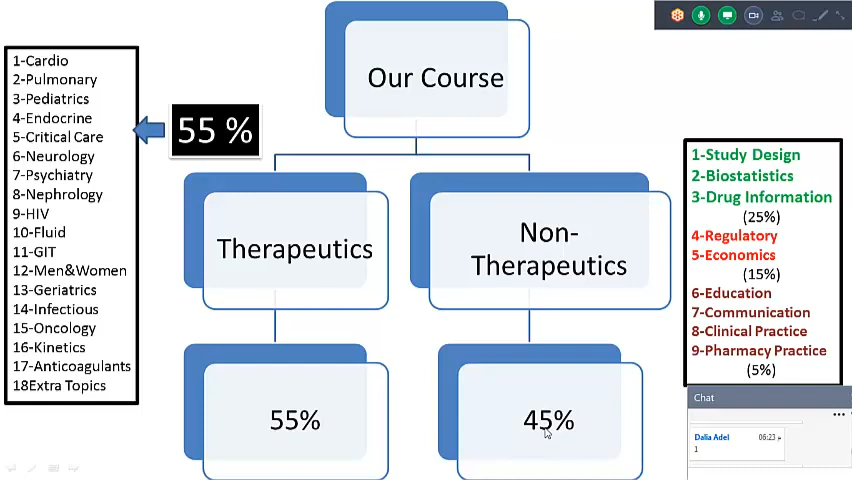 Our Course
1-Cardio
2-Pulmonary
3-Pediatrics
4-Endocrine
5-Critical Care
6-Neurology
7-Psychiatry
8-Nephrology
9-HIV
10-Fluid
11-GIT
12-Men&Women
13-Geriatrics
14-Infectious
15-Oncology
16-Kinetics
17-Anticoagulants
18Extra Topics
55 %
Therapeutics
Non-
Therapeutics
55%
45%
1-Study Design
2-Biostatistics
3-Drug Information
(25%)
4-Regulatory
5-Economics
(15%)
6-Education
7-Communication
8-Clinical Practice
9-Pharmacy Practice
(5%)
Chat
Dalia Adel 06:23
1